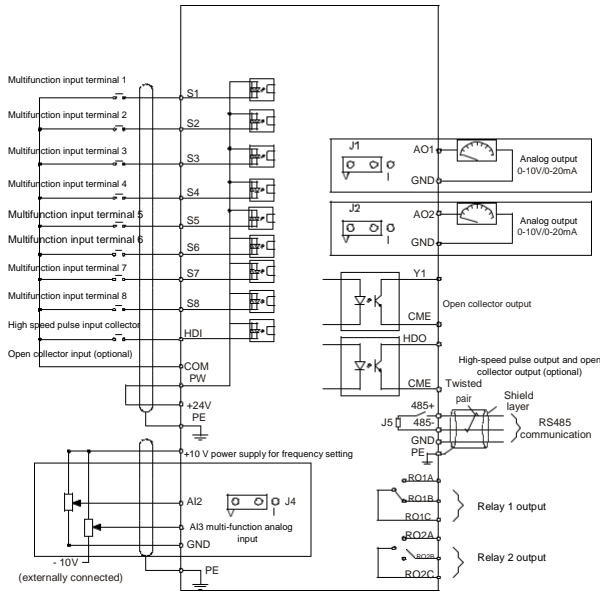 Multifunction input terminal 1
S1
Multifunction input terminal 2
S2
Multifunction input terminal 3
S3
Multifunction input terminal 4
S4
Multifunction input terminal 5
S5
Multifunction input terminal 6
S6
Multifunction input terminal 7
S7
Multifunction input terminal 8
S8
High speed pulse input collector
HDI
Open collector input (optional)
COM
PW
+24V
PE
+10 V power supply for frequency setting
AI2
J4
V
I
AI3 multi-function analog
input
GND
- 10V
(externally connected)
PE
J1
V
I
AO1
GND
Analog output
0-10V/0-20mA
J2
V
I
AO2
GND
Analog output
0-10V/0-20mA
Y1
CME
Open collector output
HDO
CME
High-speed pulse output and open
collector output (optional)
Twisted
pair
Shield
layer
485+
J5
485-
GND
PE
RS485
communication
RO1A
RO1B
RO1C
Relay 1 output
RO2A
RO2B
RO2C
Relay 2 output